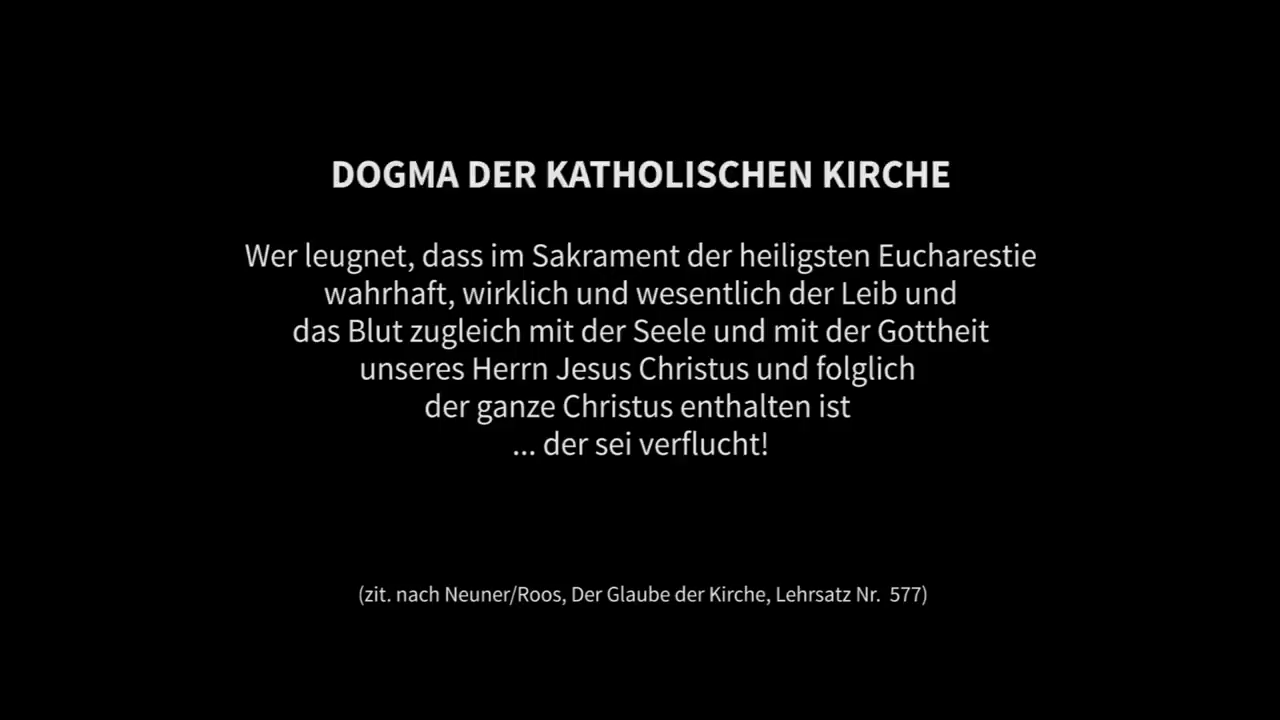 DOGMA DER KATHOLISCHEN KIRCHE
Wer leugnet, dass im Sakrament der heiligsten Eucharestie
wahrhaft, wirklich und wesentlich der Leib und
das Blut zugleich mit der Seele und mit der Gottheit
unseres Herrn Jesus Christus und folglich
der ganze Christus enthalten ist
... der sei verflucht!
(zit. nach Neuner/Roos, Der Glaube der Kirche, Lehrsatz Nr.  577)